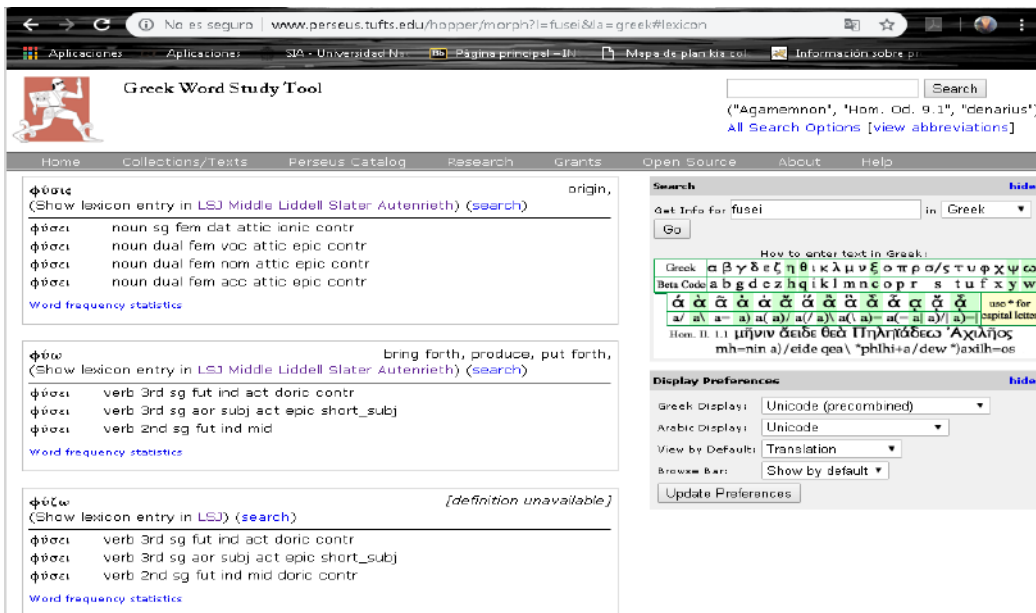 No es seguro | www.perseus.tufts.edu/hopper/morph?l=fusei&la=greek#lexicon
Aplicaciones Aplicaciones SIA - Universidad Na Bb Página principal – IN Mapa de plan kia col Información sobre pr
Greek Word Study Tool
Search
("Agamemnon", "Hom. Od. 9.1", "denarius")
All Search Options [view abbreviations]
Home Collections/Texts Perseus Catalog Research Grants Open Source About Help
φύσις origin,
(Show lexicon entry in LSJ Middle Liddell Slater Autenrieth) (search)
φύσει noun sg fem dat attic ionic contr
φύσει noun dual fem voc attic epic contr
φύσει noun dual fem nom attic epic contr
φύσει noun dual fem acc attic epic contr
Word frequency statistics
φύω bring forth, produce, put forth,
(Show lexicon entry in LSJ Middle Liddell Slater Autenrieth) (search)
φύσει verb 3rd sg fut ind act doric contr
φύσει verb 3rd sg aor subj act epic short_subj
φύσει verb 2nd sg fut ind mid
Word frequency statistics
φύζω [definition unavailable]
(Show lexicon entry in LSJ) (search)
φύσει verb 3rd sg fut ind act doric contr
φύσει verb 3rd sg aor subj act epic short_subj
φύσει verb 2nd sg fut ind mid doric contr
Word frequency statistics
Search hide
Get Info for fusei in Greek
Go
How to enter text in Greek:
Greek α β γ δ ε ζ η θ ι κ λ μ ν ξ ο π ρ σ/ς τ υ φ χ ψ ω
Beta Code a b g d e z h q i k l m n c o p r s t u f x y w
ά ὰ ᾶ ἀ ἁ ἄ ἅ ἂ ἃ ἆ ἇ ᾳ ᾴ ᾷ use * for
a/ a\ a= a) a( a)/ a(/ a)\ a(\ a)= a(= a| a)/| a)=| capital letter
Hom. Il. 1.1 μῆνιν ἄειδε θεὰ Πηληϊάδεω Ἀχιλῆος
mh=nin a)/eide qea\ *phlhi+a/dew *)axilh=os
Display Preferences hide
Greek Display: Unicode (precombined)
Arabic Display: Unicode
View by Default: Translation
Browse Bar: Show by default
Update Preferences